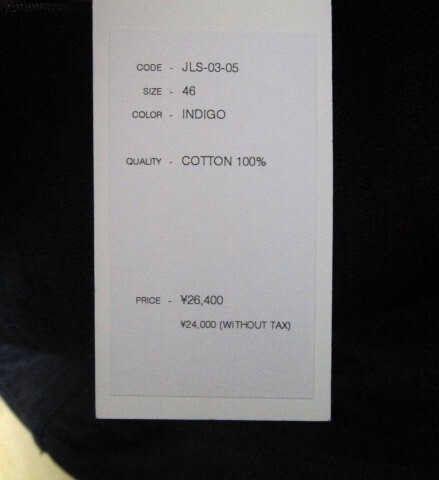 CODE - JLS-03-05
SIZE - 46
COLOR - INDIGO
QUALITY - COTTON 100%
PRICE - ¥26,400
¥24,000 (WITHOUT TAX)